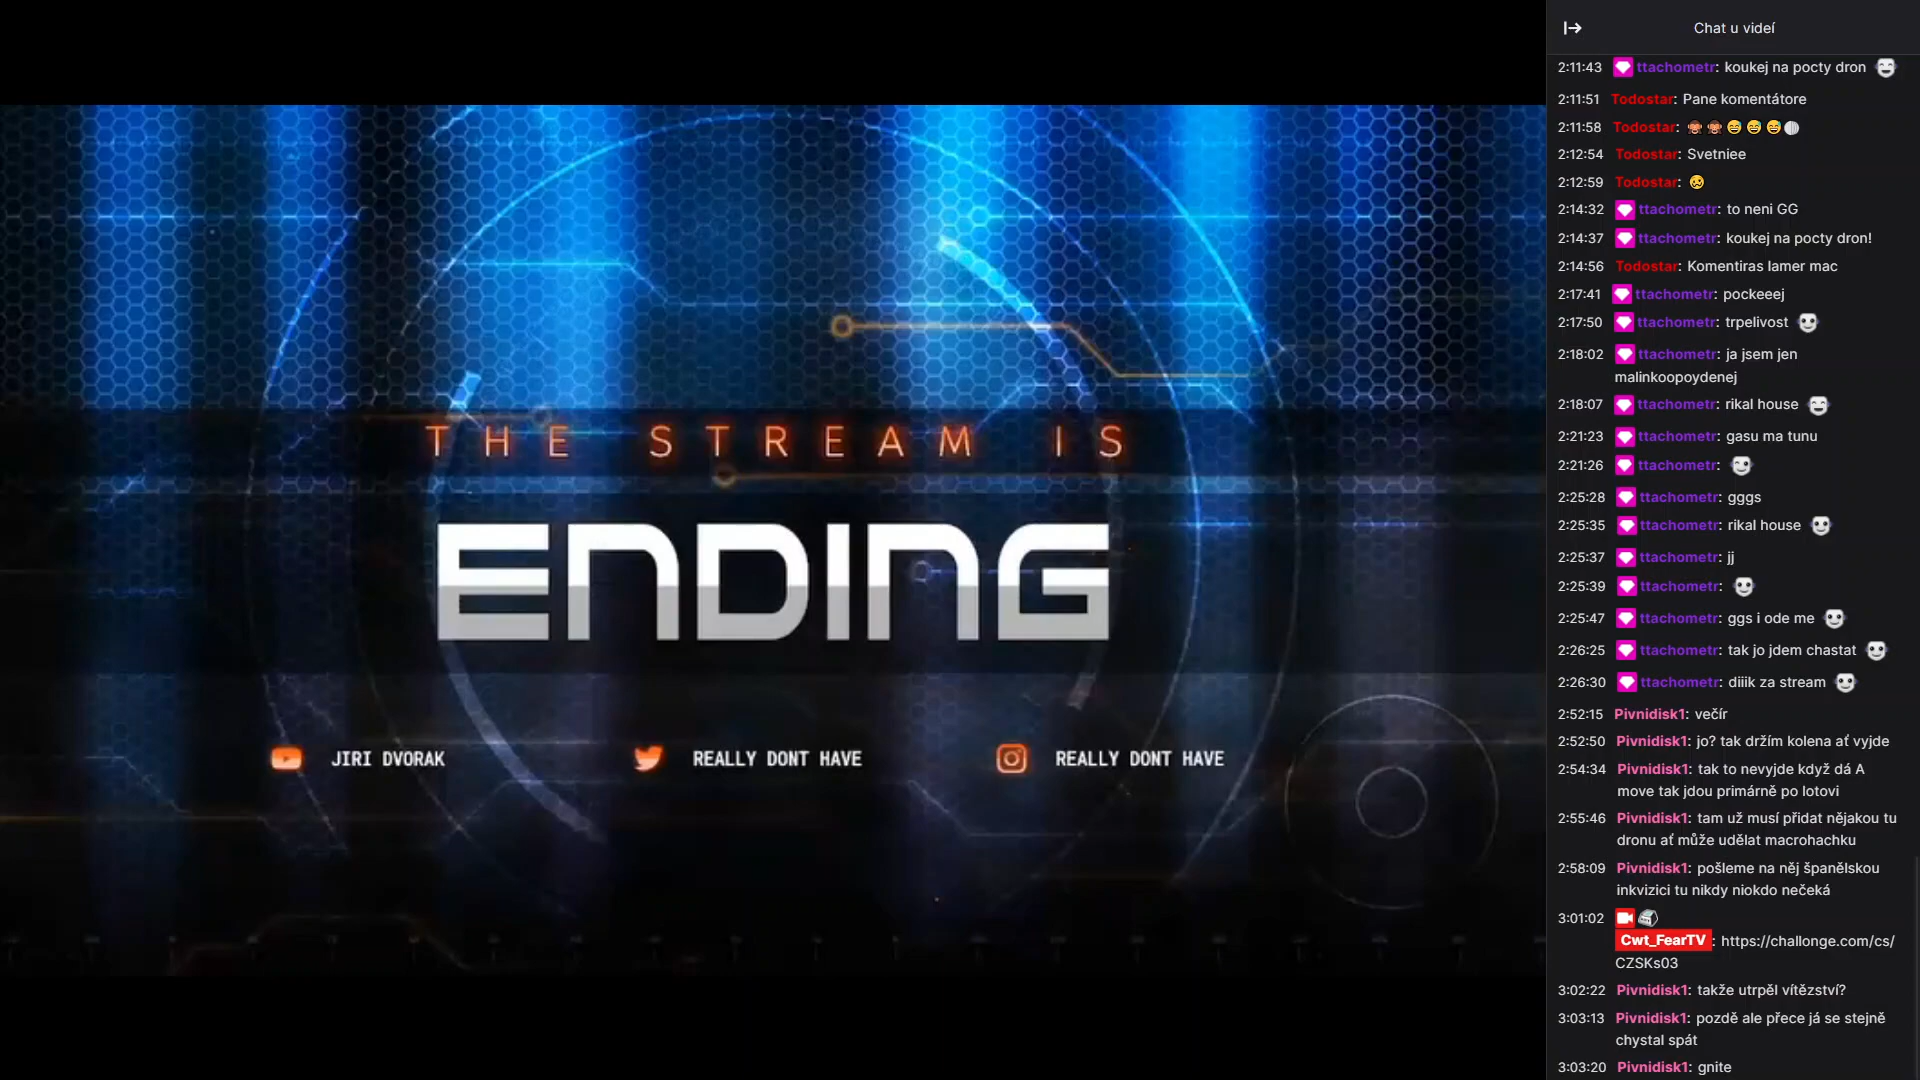 THE STREAM IS
ENDING
JIRI DVORAK
REALLY DONT HAVE
REALLY DONT HAVE
Chat u videí
2:11:43 ttachometr: koukej na pocty dron
2:11:51 Todostar: Pane komentátore
2:11:58 Todostar:
2:12:54 Todostar: Svetniee
2:12:59 Todostar:
2:14:32 ttachometr: to neni GG
2:14:37 ttachometr: koukej na pocty dron!
2:14:56 Todostar: Komentiras lamer mac
2:17:41 ttachometr: pockeeej
2:17:50 ttachometr: trpelivost
2:18:02 ttachometr: ja jsem jen
malinkoopoydenej
2:18:07 ttachometr: rikal house
2:21:23 ttachometr: gasu ma tunu
2:21:26 ttachometr:
2:25:28 ttachometr: gggs
2:25:35 ttachometr: rikal house
2:25:37 ttachometr: jj
2:25:39 ttachometr:
2:25:47 ttachometr: ggs i ode me
2:26:25 ttachometr: tak jo jdem chastat
2:26:30 ttachometr: diiik za stream
2:52:15 Pivnidisk1: večír
2:52:50 Pivnidisk1: jo? tak držím kolena ať vyjde
2:54:34 Pivnidisk1: tak to nevyjde když dá A
move tak jdou primárně po lotovi
2:55:46 Pivnidisk1: tam už musí přidat nějakou tu
dronu ať může udělat macrohachku
2:58:09 Pivnidisk1: pošleme na něj španělskou
inkvizici tu nikdy niokdo nečeká
3:01:02
Cwt_FearTV: https://challonge.com/cs/
CZSKs03
3:02:22 Pivnidisk1: takže utrpěl vítězství?
3:03:13 Pivnidisk1: pozdě ale přece já se stejně
chystal spát
3:03:20 Pivnidisk1: gnite